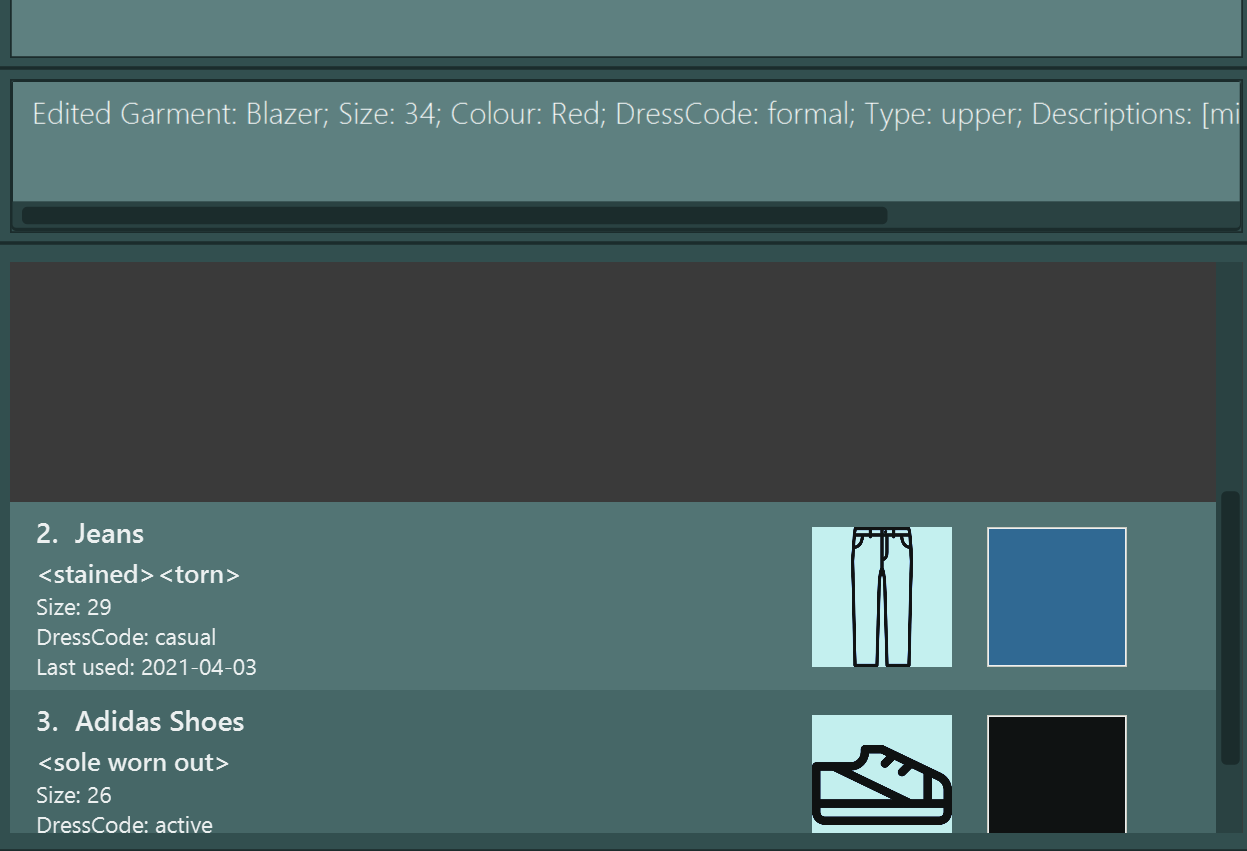 Edited Garment: Blazer; Size: 34; Colour: Red; DressCode: formal; Type: upper; Descriptions: [mi
2. Jeans
<stained> <torn>
Size: 29
DressCode: casual
Last used: 2021-04-03
3. Adidas Shoes
<sole worn out>
Size: 26
DressCode: active